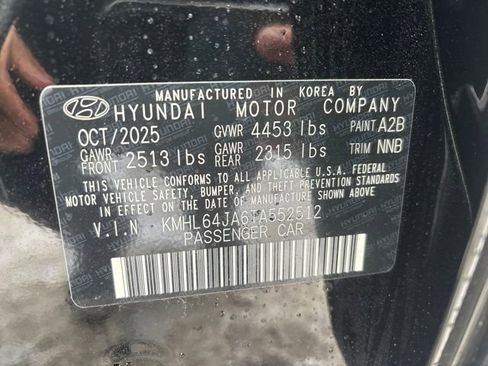 MANUFACTURED IN KOREA BY
HYUNDAI MOTOR COMPANY
OCT/2025 GVWR 4453 lbs PAINT A2B
GAWR FRONT 2513 lbs GAWR REAR 2315 lbs TRIM NNB
THIS VEHICLE CONFORMS TO ALL APPLICABLE U.S.A. FEDERAL
MOTOR VEHICLE SAFETY, BUMPER, AND THEFT PREVENTION
STANDARDS IN EFFECT ON THE DATE OF MANUFACTURE
SHOWN ABOVE.
V.I.N KMHL64JA6TA552512
PASSENGER CAR